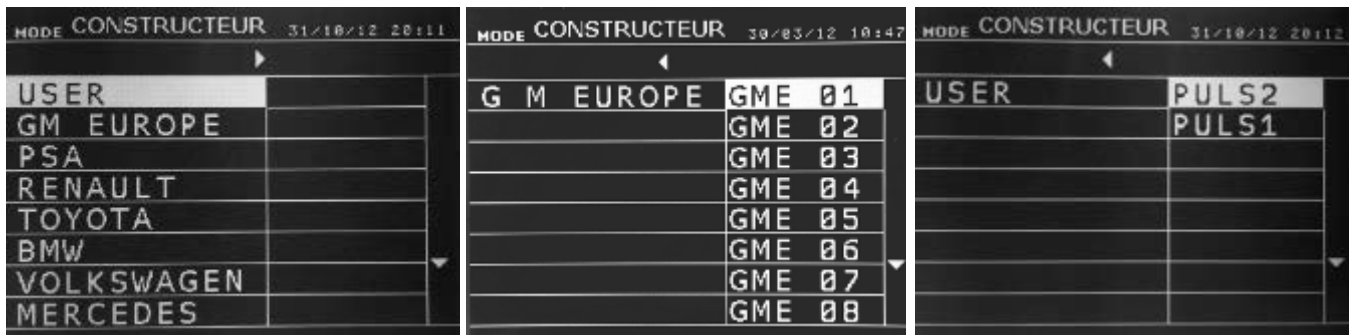 MODE CONSTRUCTEUR 31/10/12 20:11
USER
GM EUROPE
PSA
RENAULT
TOYOTA
BMW
VOLKSWAGEN
MERCEDES
MODE CONSTRUCTEUR 30/03/12 10:47
G M EUROPE GME 01
GME 02
GME 03
GME 04
GME 05
GME 06
GME 07
GME 08
MODE CONSTRUCTEUR 31/10/12 20:12
USER PULS2
PULS1